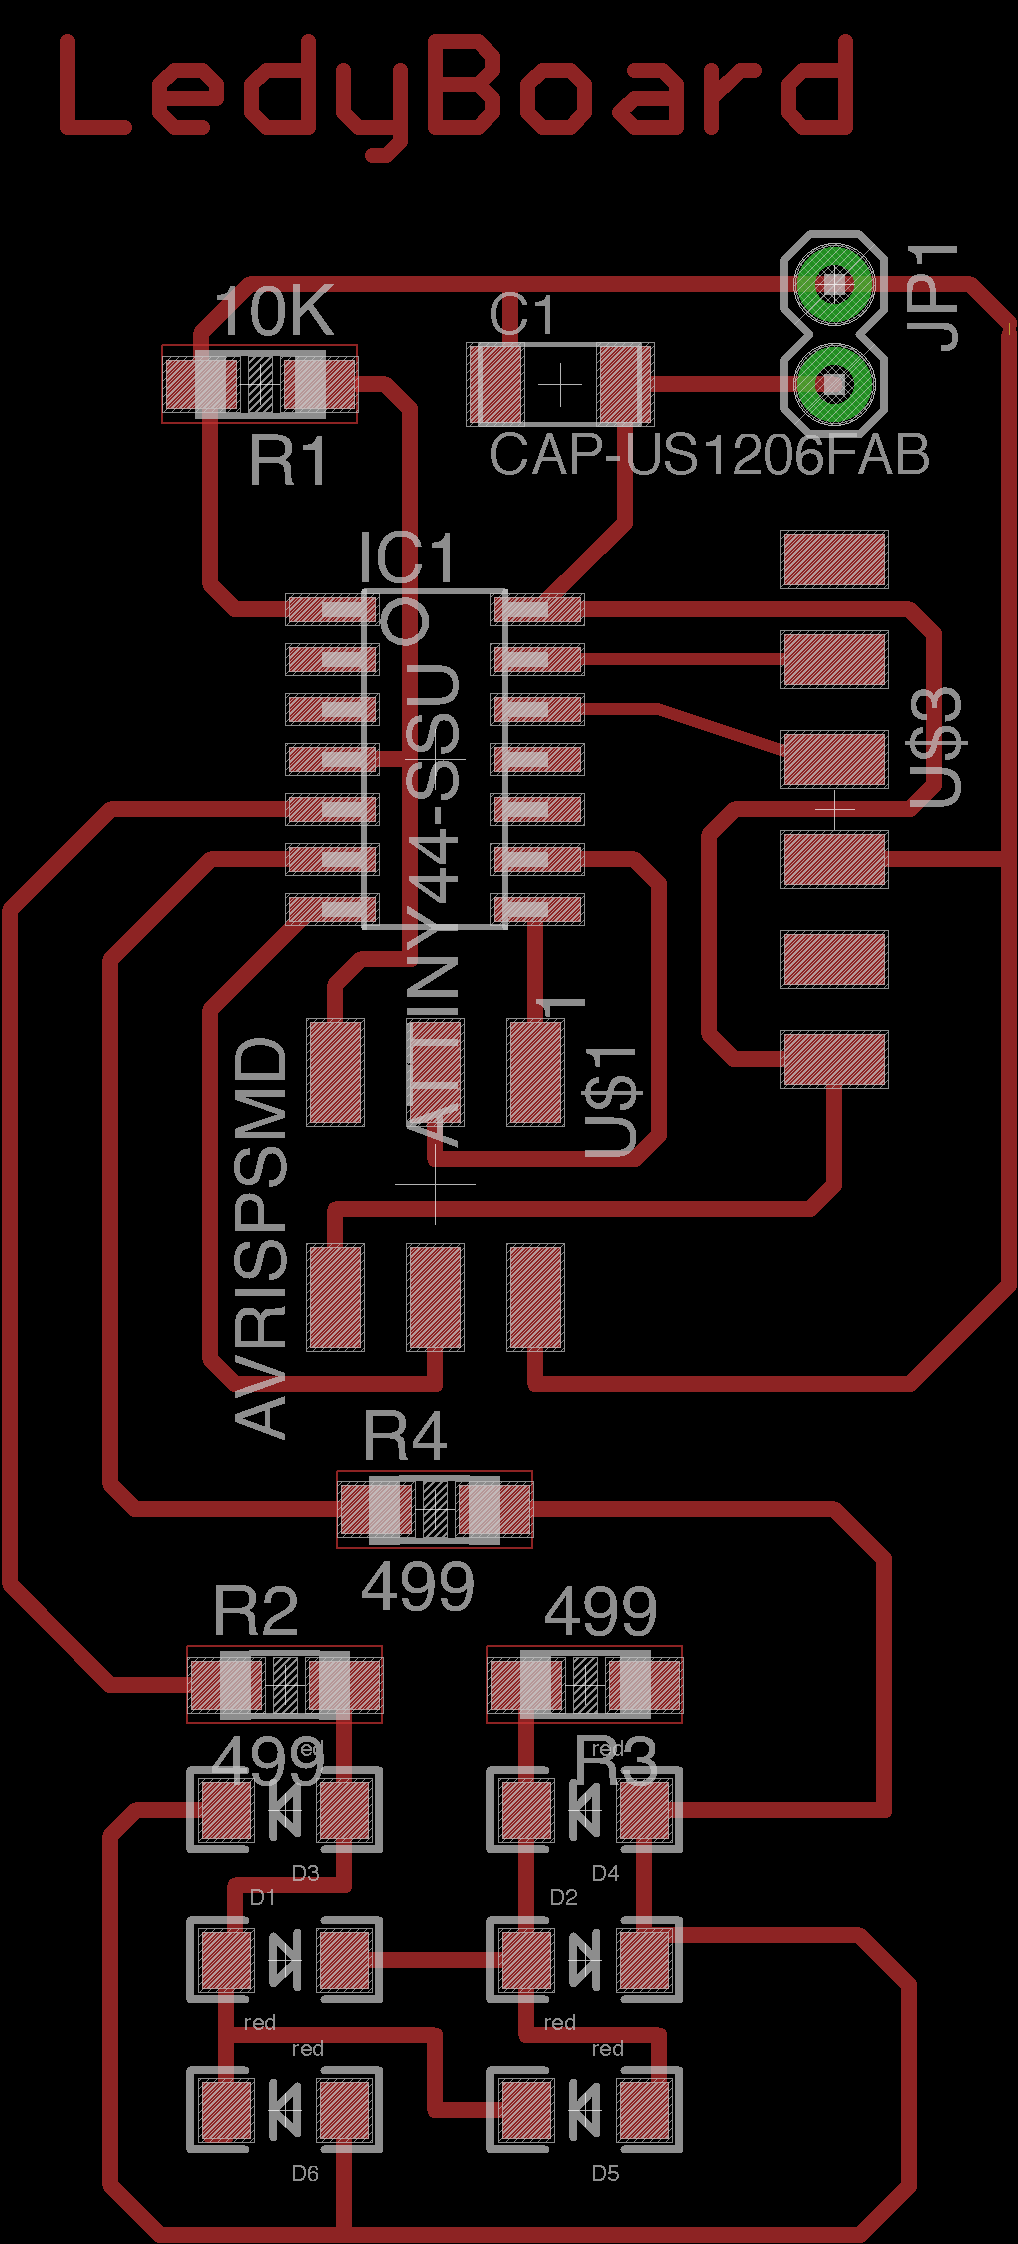 LedyBoard
JP1
10K
C1
R1
CAP-US1206FAB
IC1
ATTINY44-SSU
U$3
1
U$1
AVRISPSMD
R4
499
R2
499
499
red
red
R3
D3
D4
D1
D2
red
red
red
red
D6
D5